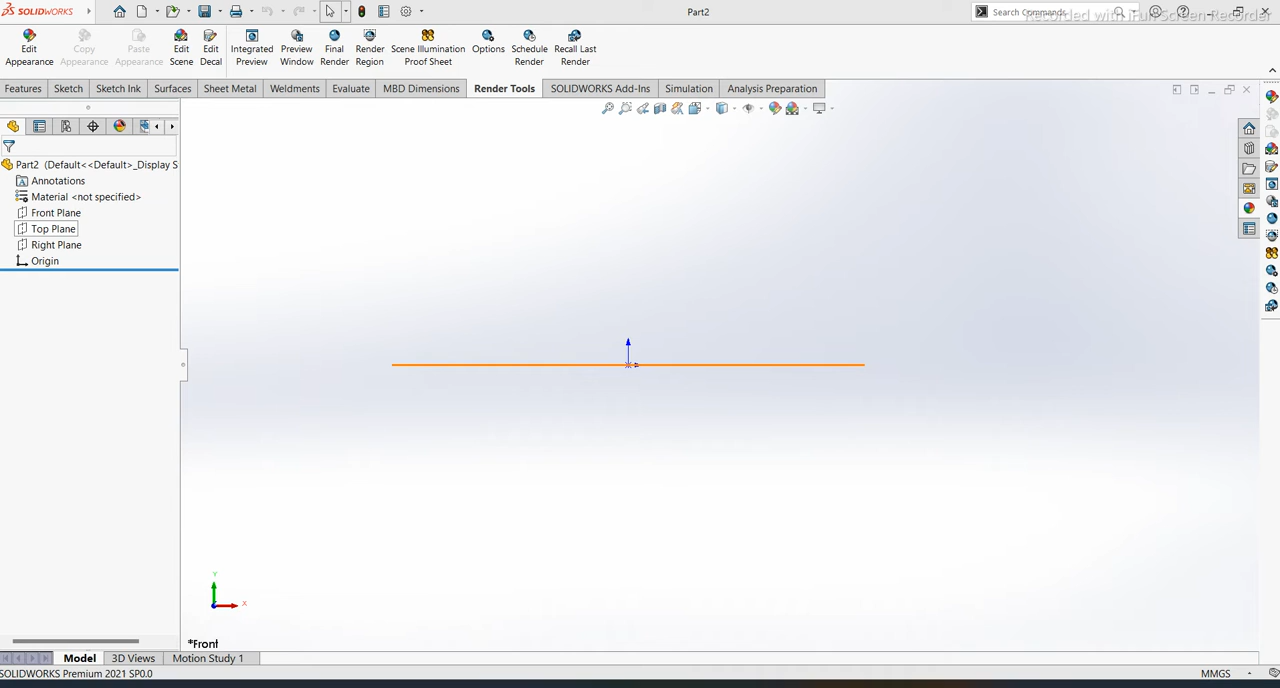 SOLIDWORKS
Part2
Search Commands
Recorded with iFun Screen Recorder
Edit Appearance
Copy Appearance
Paste Appearance
Edit Scene
Edit Decal
Integrated Preview
Preview Window
Final Render
Render Region
Scene Illumination Proof Sheet
Options
Schedule Render
Recall Last Render
Features
Sketch
Sketch Ink
Surfaces
Sheet Metal
Weldments
Evaluate
MBD Dimensions
Render Tools
SOLIDWORKS Add-Ins
Simulation
Analysis Preparation
Part2 (Default<<Default>_Display S
Annotations
Material <not specified>
Front Plane
Top Plane
Right Plane
Origin
Y
X
*Front
Model
3D Views
Motion Study 1
SOLIDWORKS Premium 2021 SP0.0
MMGS